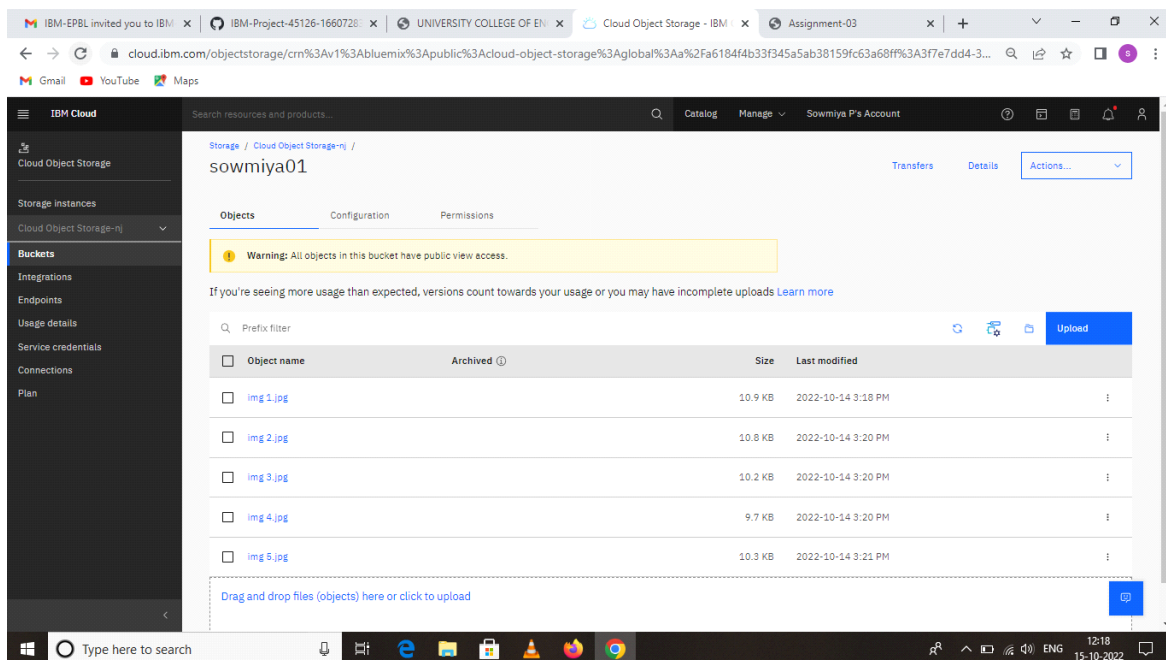 IBM-EPBL invited you to IBM
IBM-Project-45126-1660728
UNIVERSITY COLLEGE OF EN
Cloud Object Storage - IBM
Assignment-03
cloud.ibm.com/objectstorage/crn%3Av1%3Abluemix%3Apublic%3Acloud-object-storage%3Aglobal%3Aa%2Fa6184f4b33f345a5ab38159fc63a68ff%3A3f7e7dd4-3...
s
Gmail YouTube Maps
IBM Cloud
Search resources and products...
Catalog Manage Sowmiya P's Account
Cloud Object Storage
Storage instances
Cloud Object Storage-nj
Buckets
Integrations
Endpoints
Usage details
Service credentials
Connections
Plan
Storage / Cloud Object Storage-nj /
sowmiya01
Transfers Details Actions...
Objects Configuration Permissions
Warning: All objects in this bucket have public view access.
If you're seeing more usage than expected, versions count towards your usage or you may have incomplete uploads Learn more
Prefix filter
Upload
Object name Archived Size Last modified
img 1.jpg 10.9 KB 2022-10-14 3:18 PM
img 2.jpg 10.8 KB 2022-10-14 3:20 PM
img 3.jpg 10.2 KB 2022-10-14 3:20 PM
img 4.jpg 9.7 KB 2022-10-14 3:20 PM
img 5.jpg 10.3 KB 2022-10-14 3:21 PM
Drag and drop files (objects) here or click to upload
Type here to search
ENG
12:18
15-10-2022